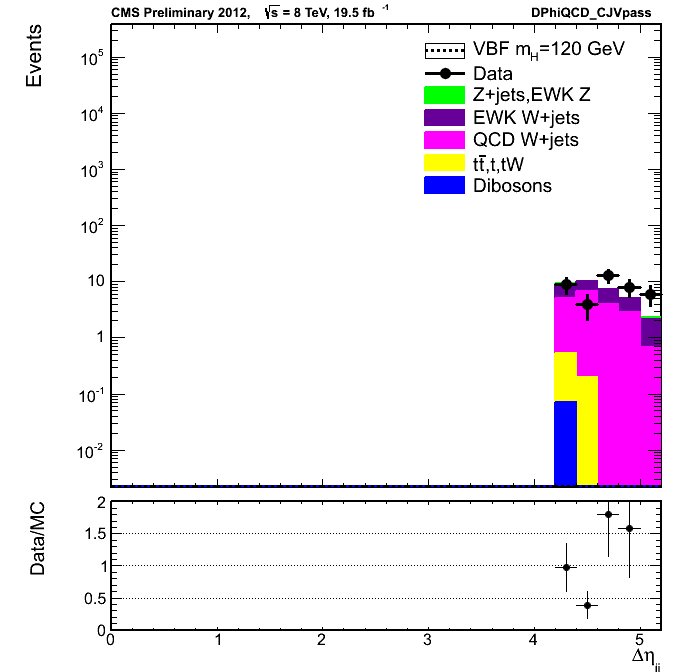 CMS Preliminary 2012, √s = 8 TeV, 19.5 fb⁻¹ DPhiQCD_CJVpass
Events
10⁵
10⁴
10³
10²
10
1
10⁻¹
10⁻²
VBF m_H=120 GeV
Data
Z+jets,EWK Z
EWK W+jets
QCD W+jets
tt̄,t,tW
Dibosons
Data/MC
2
1.5
1
0.5
0
0 1 2 3 4 5
Δη_jj